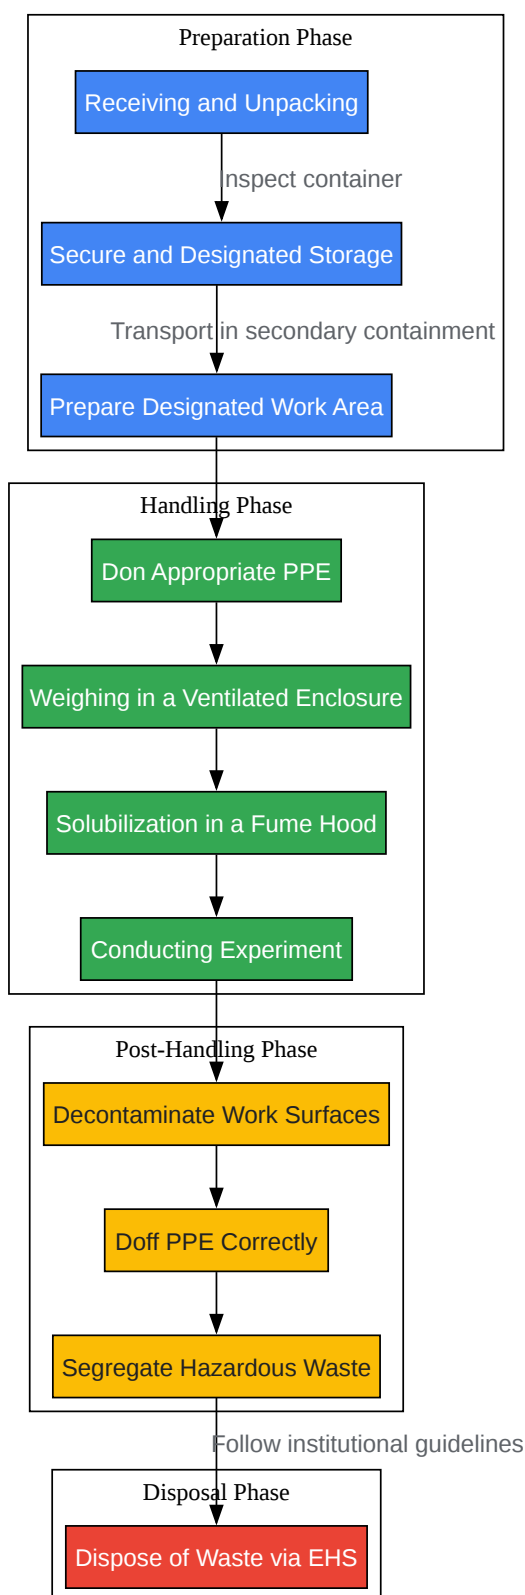 Preparation Phase
Receiving and Unpacking
Inspect container
Secure and Designated Storage
Transport in secondary containment
Prepare Designated Work Area
Handling Phase
Don Appropriate PPE
Weighing in a Ventilated Enclosure
Solubilization in a Fume Hood
Conducting Experiment
Post-Handling Phase
Decontaminate Work Surfaces
Doff PPE Correctly
Segregate Hazardous Waste
Follow institutional guidelines
Disposal Phase
Dispose of Waste via EHS